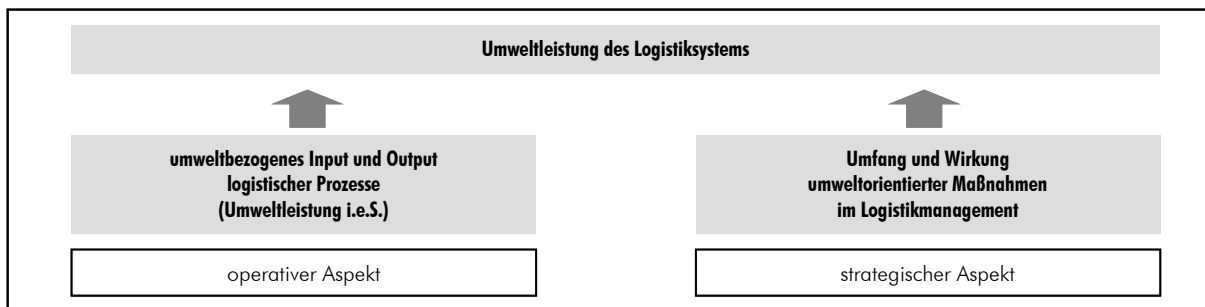 Umweltleistung des Logistiksystems
umweltbezogenes Input und Output
logistischer Prozesse
(Umweltleistung i.e.S.)
Umfang und Wirkung
umweltorientierter Maßnahmen
im Logistikmanagement
operativer Aspekt
strategischer Aspekt